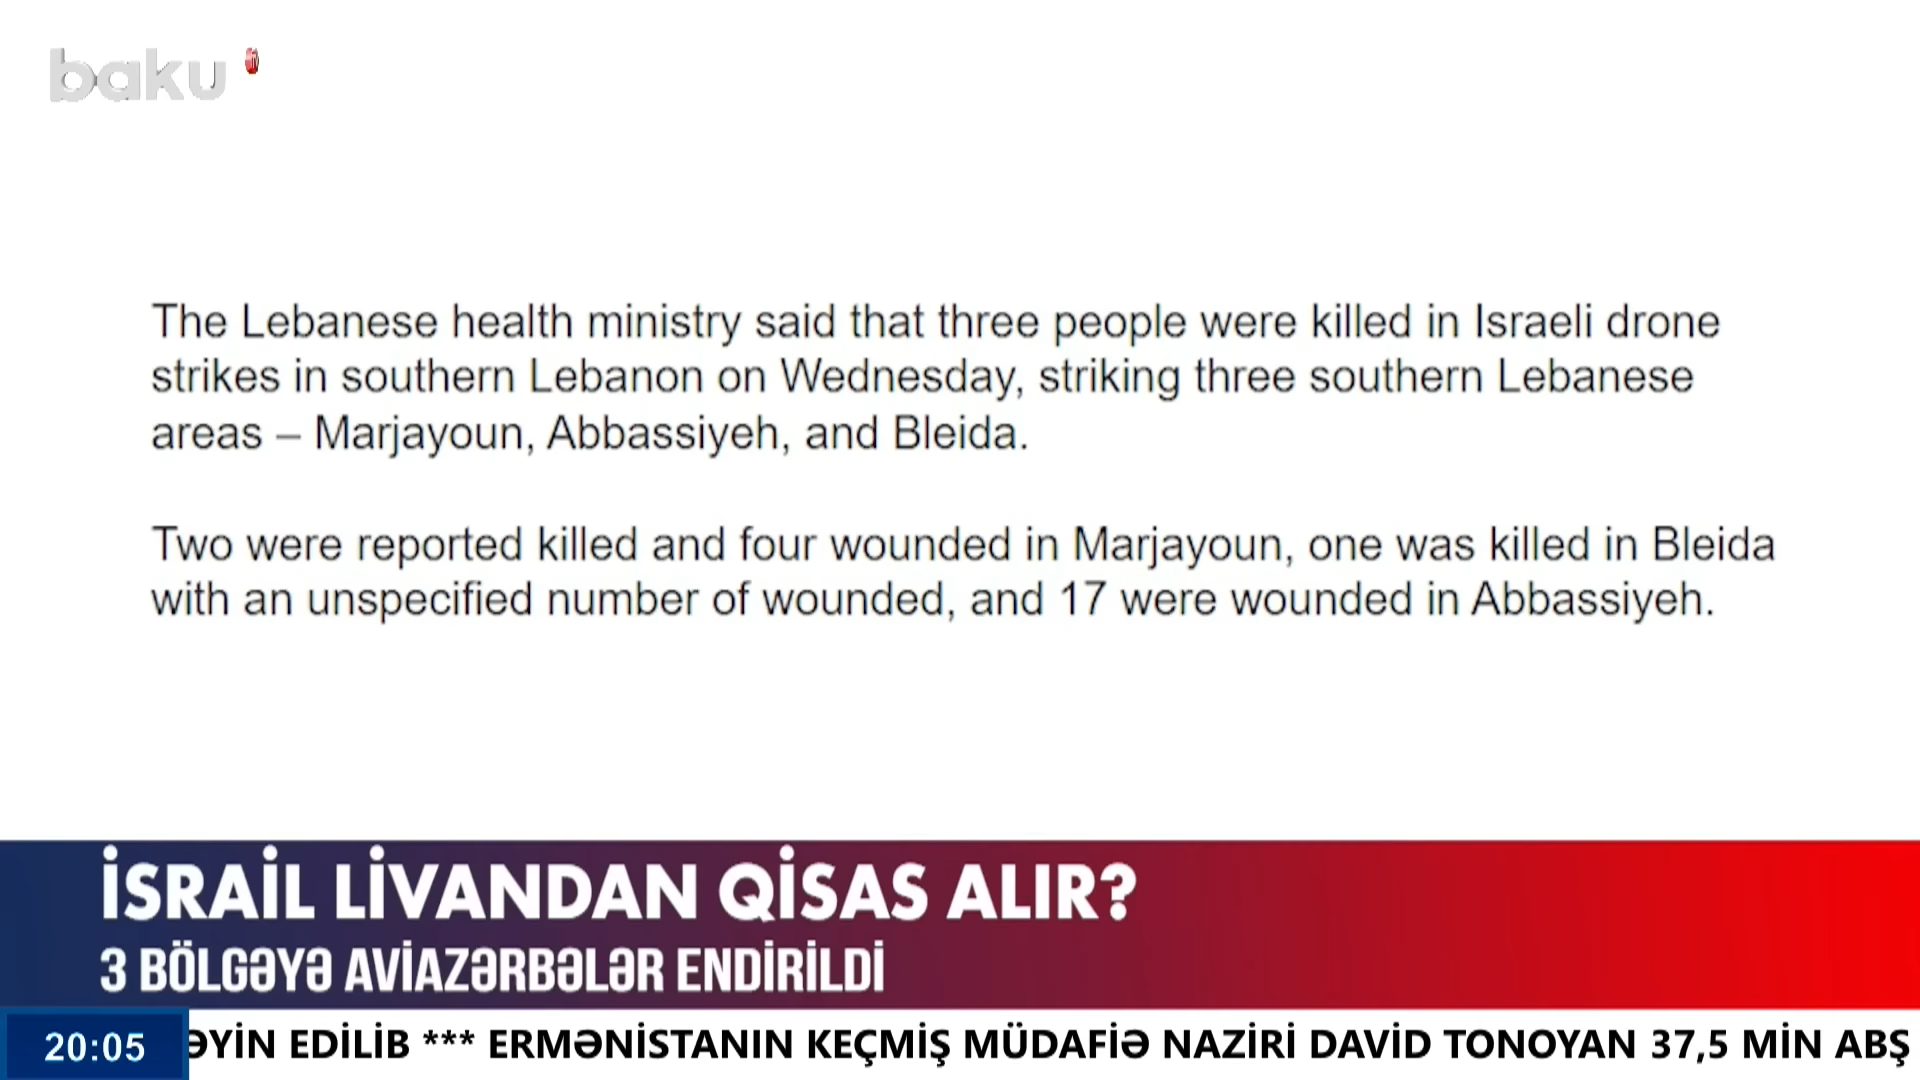 baku
The Lebanese health ministry said that three people were killed in Israeli drone
strikes in southern Lebanon on Wednesday, striking three southern Lebanese
areas – Marjayoun, Abbassiyeh, and Bleida.
Two were reported killed and four wounded in Marjayoun, one was killed in Bleida
with an unspecified number of wounded, and 17 were wounded in Abbassiyeh.
İSRAİL LİVANDAN QİSAS ALIR?
3 BÖLGƏYƏ AVİAZƏRBƏLƏR ENDİRİLDİ
20:05 ƏYİN EDİLİB *** ERMƏNİSTANIN KEÇMİŞ MÜDAFİƏ NAZİRİ DAVİD TONOYAN 37,5 MİN ABŞ